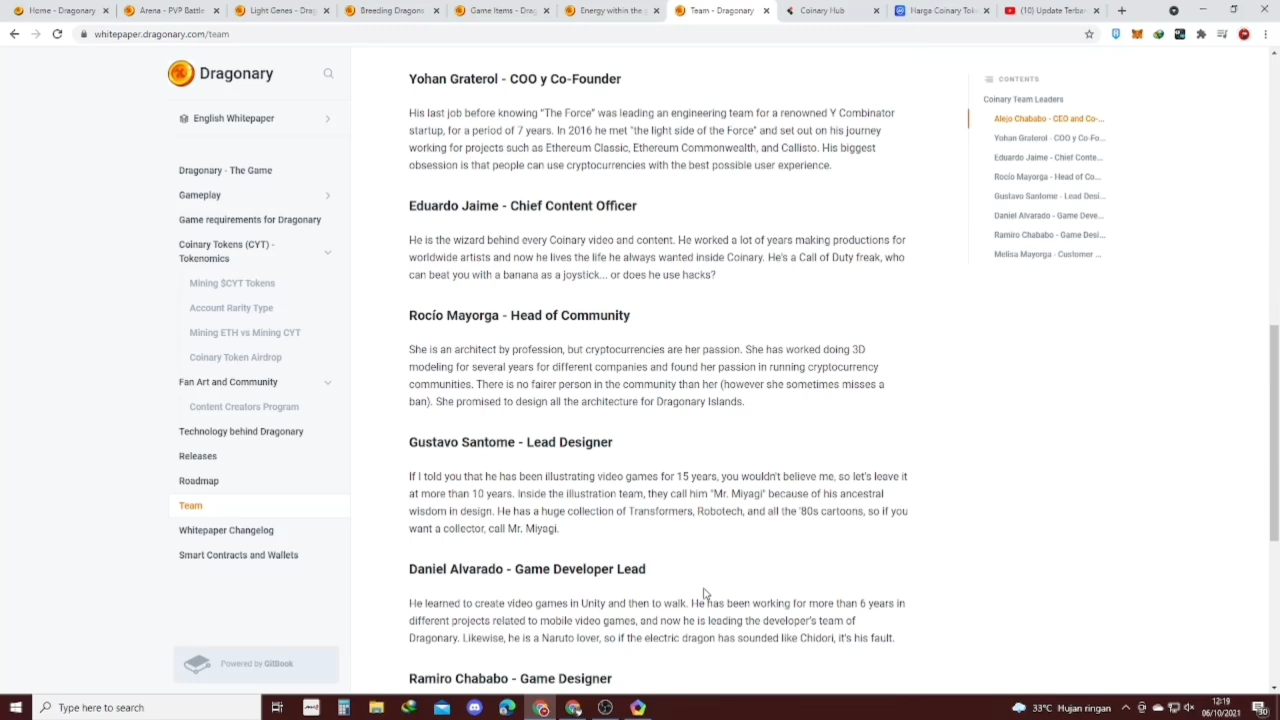 Home - Dragonary
Arena - PVP Battle
Light Genes - Drag
Breeding Dragons
Game Items - Drag
Energy within the g
Team - Dragonary
Coinary Hub
Harga Coinary Tok
(10) Update Terba
whitepaper.dragonary.com/team
Dragonary
English Whitepaper
Dragonary - The Game
Gameplay
Game requirements for Dragonary
Coinary Tokens (CYT) -
Tokenomics
Mining $CYT Tokens
Account Rarity Type
Mining ETH vs Mining CYT
Coinary Token Airdrop
Fan Art and Community
Content Creators Program
Technology behind Dragonary
Releases
Roadmap
Team
Whitepaper Changelog
Smart Contracts and Wallets
Powered by GitBook
Yohan Graterol - COO y Co-Founder
His last job before knowing "The Force" was leading an engineering team for a renowned Y Combinator
startup, for a period of 7 years. In 2016 he met "the light side of the Force" and set out on his journey
working for projects such as Ethereum Classic, Ethereum Commonwealth, and Callisto. His biggest
obsession is that people can use cryptocurrencies with the best possible user experience.
Eduardo Jaime - Chief Content Officer
He is the wizard behind every Coinary video and content. He worked a lot of years making productions for
worldwide artists and now he lives the life he always wanted inside Coinary. He's a Call of Duty freak, who
can beat you with a banana as a joystick... or does he use hacks?
Rocío Mayorga - Head of Community
She is an architect by profession, but cryptocurrencies are her passion. She has worked doing 3D
modeling for several years for different companies and found her passion in running cryptocurrency
communities. There is no fairer person in the community than her (however she sometimes misses a
ban). She promised to design all the architecture for Dragonary Islands.
Gustavo Santome - Lead Designer
If I told you that he has been illustrating video games for 15 years, you wouldn't believe me, so let's leave it
at more than 10 years. Inside the illustration team, they call him "Mr. Miyagi" because of his ancestral
wisdom in design. He has a huge collection of Transformers, Robotech, and all the '80s cartoons, so if you
want a collector, call Mr. Miyagi.
Daniel Alvarado - Game Developer Lead
He learned to create video games in Unity and then to walk. He has been working for more than 6 years in
different projects related to mobile video games, and now he is leading the developer's team of
Dragonary. Likewise, he is a Naruto lover, so if the electric dragon has sounded like Chidori, it's his fault.
Ramiro Chababo - Game Designer
CONTENTS
Coinary Team Leaders
Alejo Chababo - CEO and Co-...
Yohan Graterol - COO y Co-Fo...
Eduardo Jaime - Chief Conte...
Rocío Mayorga - Head of Co...
Gustavo Santome - Lead Desi...
Daniel Alvarado - Game Deve...
Ramiro Chababo - Game Desi...
Melisa Mayorga - Customer ...
Type here to search
33°C Hujan ringan
12:19
06/10/2021